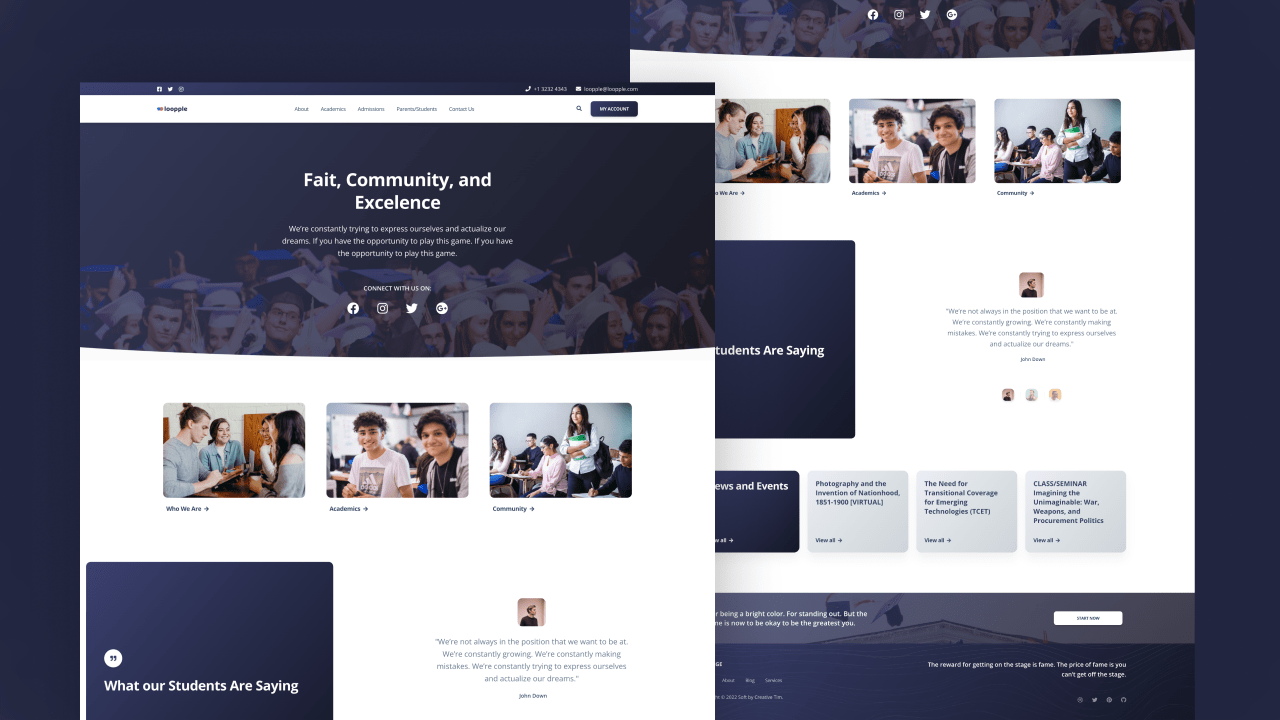 +1 3232 4343
loopple@loopple.com
loopple
About
Academics
Admissions
Parents/Students
Contact Us
MY ACCOUNT
Fait, Community, and
Excelence
We're constantly trying to express ourselves and actualize our
dreams. If you have the opportunity to play this game. If you have
the opportunity to play this game.
CONNECT WITH US ON:
Who We Are
Academics
Community
What our Students Are Saying
"We're not always in the position that we want to be at.
We're constantly growing. We're constantly making
mistakes. We're constantly trying to express ourselves
and actualize our dreams."
John Down
We Are
Academics
Community
tudents Are Saying
"We're not always in the position that we want to be at.
We're constantly growing. We're constantly making
mistakes. We're constantly trying to express ourselves
and actualize our dreams."
John Down
ews and Events
all
Photography and the
Invention of Nationhood,
1851-1900 [VIRTUAL]
View all
The Need for
Transitional Coverage
for Emerging
Technologies (TCET)
View all
CLASS/SEMINAR
Imagining the
Unimaginable: War,
Weapons, and
Procurement Politics
View all
being a bright color. For standing out. But the
is now to be okay to be the greatest you.
START NOW
GE
About
Blog
Services
© 2022 Soft by Creative Tim.
The reward for getting on the stage is fame. The price of fame is you
can't get off the stage.